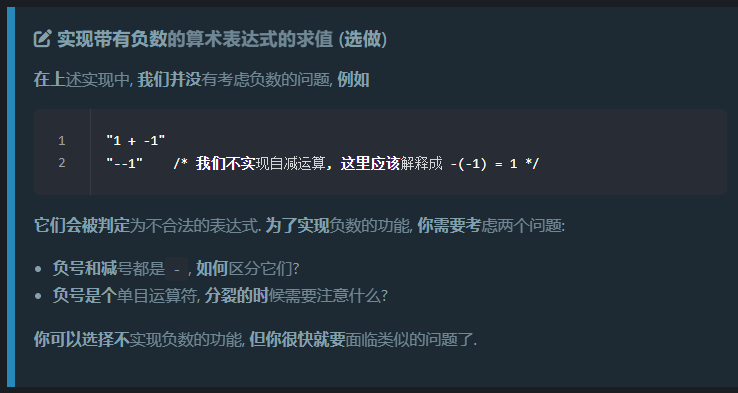 实现带有负数的算术表达式的求值 (选做)
在上述实现中, 我们并没有考虑负数的问题, 例如
1 "1 + -1"
2 "--1" /* 我们不实现自减运算, 这里应该解释成 -(-1) = 1 */
它们会被判定为不合法的表达式. 为了实现负数的功能, 你需要考虑两个问题:
• 负号和减号都是 -, 如何区分它们?
• 负号是个单目运算符, 分裂的时候需要注意什么?
你可以选择不实现负数的功能, 但你很快就要面临类似的问题了.